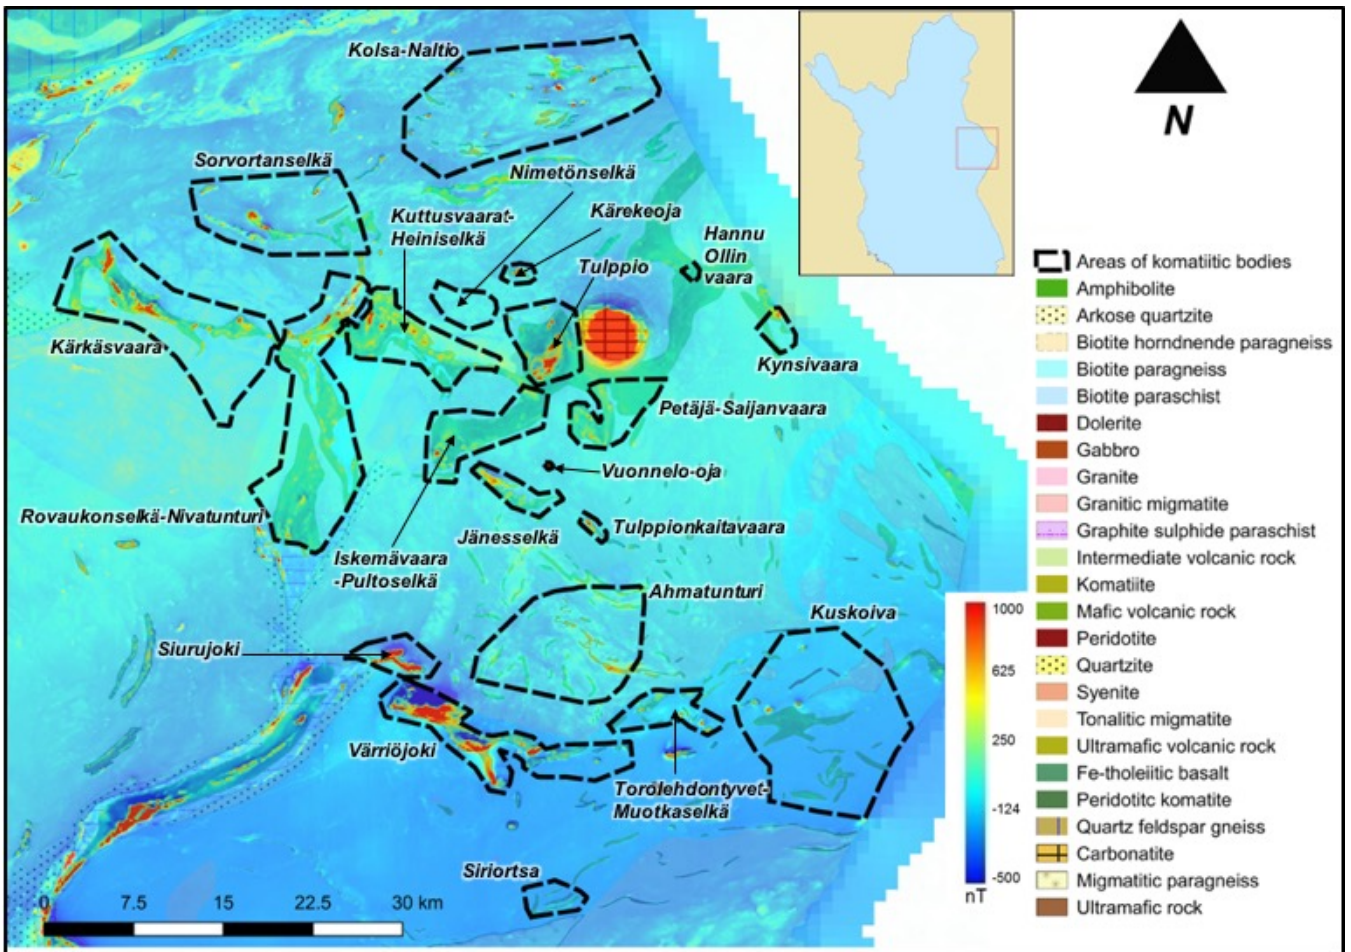 Kolsa-Naltio
Sorvortanselkä
Nimetönselkä
Kuttusvaarat-
Heiniselkä
Kärekeoja
Tulppio
Hannu
Ollin
vaara
Kärkäsvaara
Kynsivaara
Petäjä-Saijanvaara
Vuonnelo-oja
Rovaukonselkä-Nivatunturi
Tulppionkaitavaara
Jänesselkä
Iskemävaara
-Pultoselkä
Ahmatunturi
Kuskoiva
Siurujoki
Värriöjoki
Torölehdontyvet-
Muotkaselkä
Siriortsa
0 7.5 15 22.5 30 km
1000
625
250
-124
-500
nT
N
Areas of komatiitic bodies
Amphibolite
Arkose quartzite
Biotite horndnende paragneiss
Biotite paragneiss
Biotite paraschist
Dolerite
Gabbro
Granite
Granitic migmatite
Graphite sulphide paraschist
Intermediate volcanic rock
Komatiite
Mafic volcanic rock
Peridotite
Quartzite
Syenite
Tonalitic migmatite
Ultramafic volcanic rock
Fe-tholeiitic basalt
Peridotitc komatite
Quartz feldspar gneiss
Carbonatite
Migmatitic paragneiss
Ultramafic rock